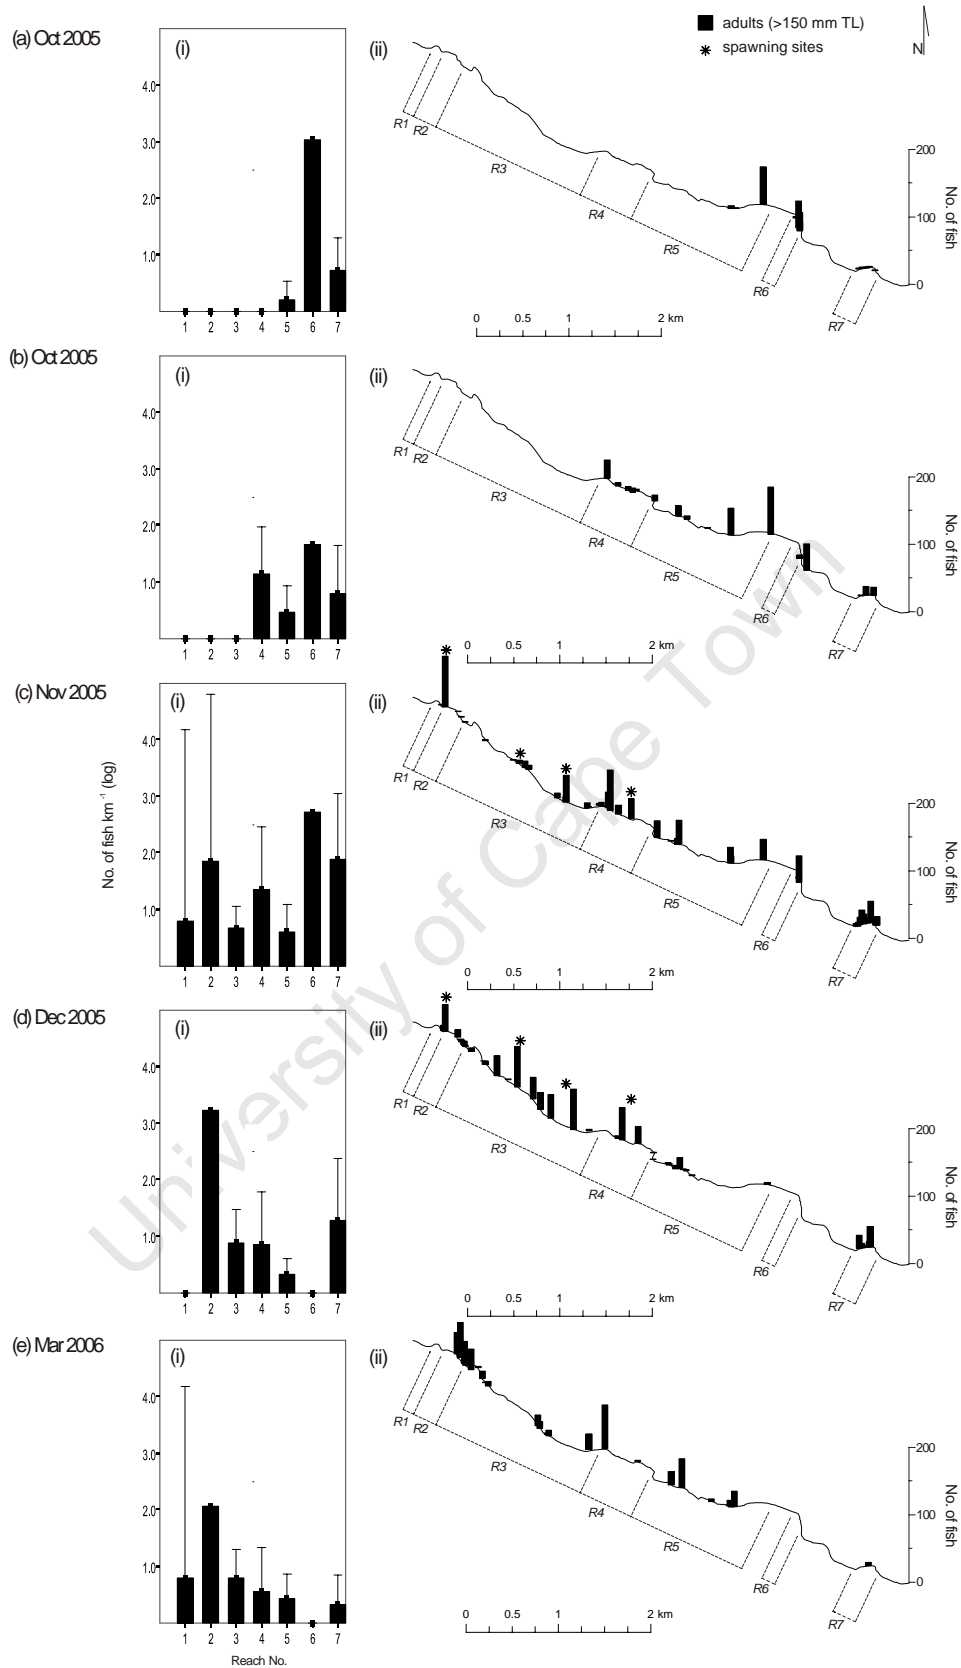 adults (>150 mm TL)
spawning sites
N
(a) Oct 2005
(i)
(ii)
4.0
3.0
2.0
1.0
1 2 3 4 5 6 7
R1
R2
R3
R4
R5
R6
R7
200
100
0
No. of fish
0 0.5 1 2 km
(b) Oct 2005
(i)
(ii)
4.0
3.0
2.0
1.0
1 2 3 4 5 6 7
R1
R2
R3
R4
R5
R6
R7
200
100
0
No. of fish
0 0.5 1 2 km
(c) Nov 2005
(i)
(ii)
No. of fish km⁻¹ (log)
4.0
3.0
2.0
1.0
1 2 3 4 5 6 7
R1
R2
R3
R4
R5
R6
R7
200
100
0
No. of fish
0 0.5 1 2 km
(d) Dec 2005
(i)
(ii)
4.0
3.0
2.0
1.0
1 2 3 4 5 6 7
R1
R2
R3
R4
R5
R6
R7
200
100
0
No. of fish
0 0.5 1 2 km
(e) Mar 2006
(i)
(ii)
4.0
3.0
2.0
1.0
1 2 3 4 5 6 7
Reach No.
R1
R2
R3
R4
R5
R6
R7
200
100
0
No. of fish
0 0.5 1 2 km
University of Cape Town